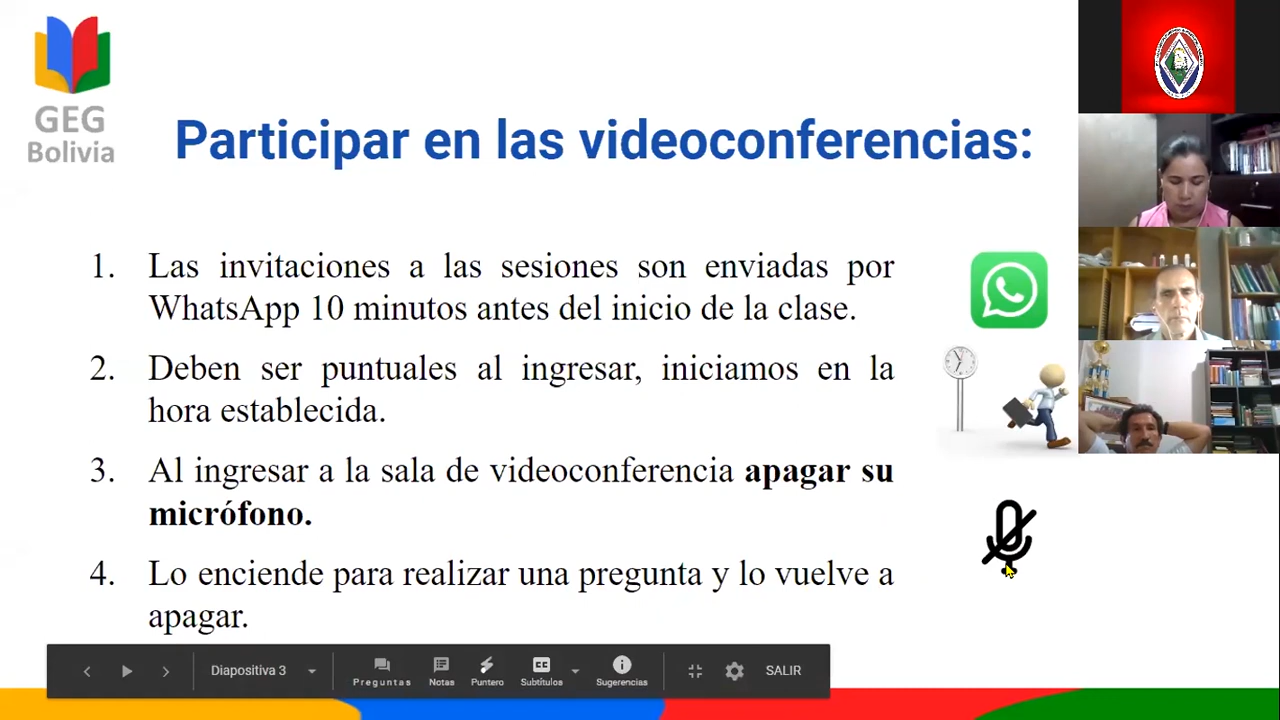 GEG
Bolivia
Participar en las videoconferencias:
1. Las invitaciones a las sesiones son enviadas por
WhatsApp 10 minutos antes del inicio de la clase.
2. Deben ser puntuales al ingresar, iniciamos en la
hora establecida.
3. Al ingresar a la sala de videoconferencia apagar su
micrófono.
4. Lo enciende para realizar una pregunta y lo vuelve a
apagar.
Diapositiva 3
Preguntas
Notas
Puntero
CC
Subtítulos
Sugerencias
SALIR